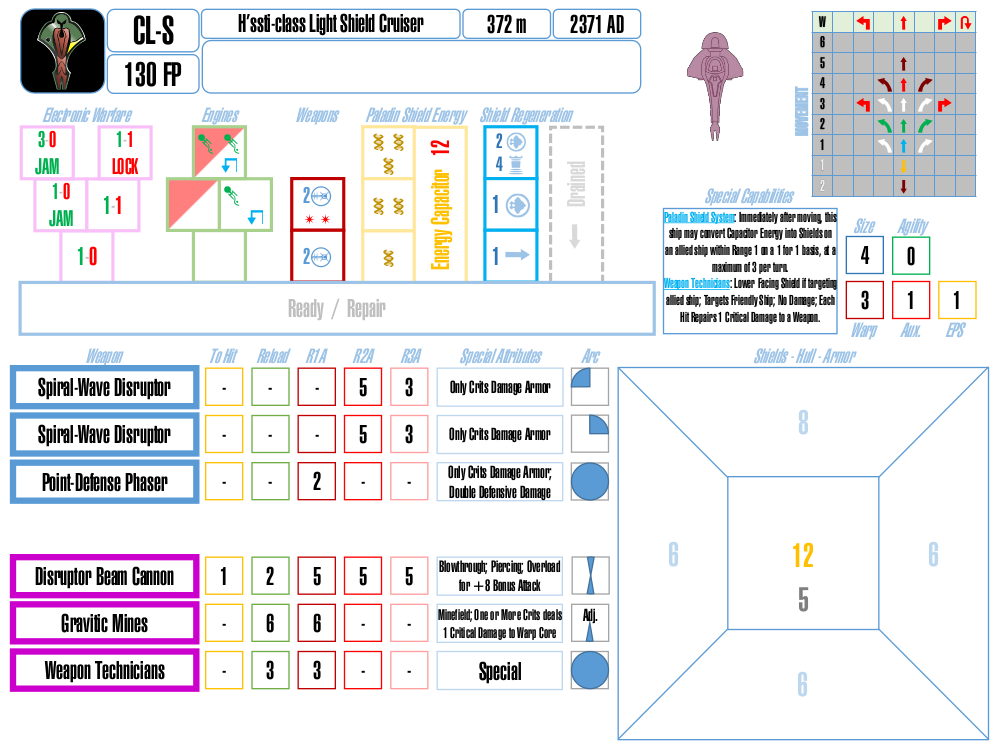 CL-S
H'ssti-class Light Shield Cruiser
372 m
2371 AD
130 FP
W
6
5
4
3
2
1
1
2
MOVEMENT
Electronic Warfare
Engines
Weapons
Paladin Shield Energy
Shield Regeneration
3-0
JAM
1-1
LOCK
1-0
JAM
1-1
1-0
2
2
12
Energy Capacitor
2
4
1
1
Drained
Ready / Repair
Special Capabilities
Paladin Shield System: Immediately after moving, this
ship may convert Capacitor Energy into Shields on
an allied ship within Range 1 on a 1 for 1 basis, at a
maximum of 3 per turn.
Weapon Technicians: Lower Facing Shield if targeting
allied ship; Targets Friendly Ship; No Damage; Each
Hit Repairs 1 Critical Damage to a Weapon.
Size
Agility
4
0
3
1
1
Warp
Aux.
EPS
Weapon
To Hit
Reload
R1A
R2A
R3A
Special Attributes
Arc
Spiral-Wave Disruptor
-
-
-
5
3
Only Crits Damage Armor
Spiral-Wave Disruptor
-
-
-
5
3
Only Crits Damage Armor
Point-Defense Phaser
-
-
2
-
-
Only Crits Damage Armor;
Double Defensive Damage
Disruptor Beam Cannon
1
2
5
5
5
Blowthrough; Piercing; Overload
for +8 Bonus Attack
Gravitic Mines
-
6
6
-
-
Minefield; One or More Crits deals
1 Critical Damage to Warp Core
Adj.
Weapon Technicians
-
3
3
-
-
Special
Shields - Hull - Armor
8
6
12
6
5
6